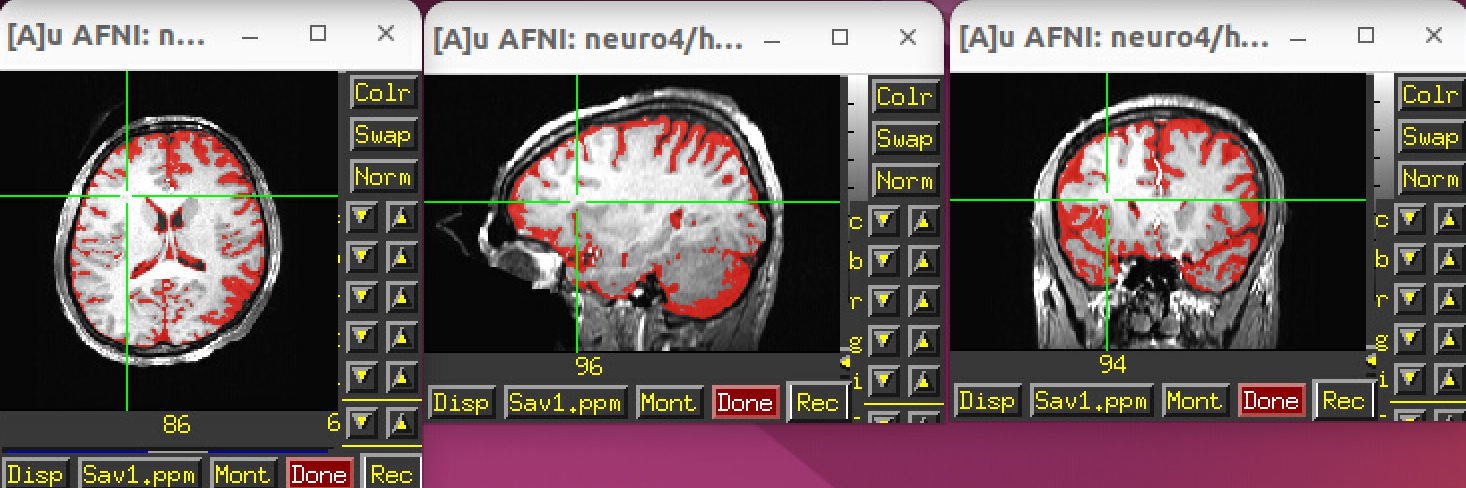 [A]u AFNI: n...
Colr
Swap
Norm
86
6
Disp
Sav1.ppm
Mont
Done
Rec
[A]u AFNI: neuro4/h...
Colr
Swap
Norm
c
b
r
g
i
96
Disp
Sav1.ppm
Mont
Done
Rec
[A]u AFNI: neuro4/h...
Colr
Swap
Norm
c
b
r
g
i
94
Disp
Sav1.ppm
Mont
Done
Rec